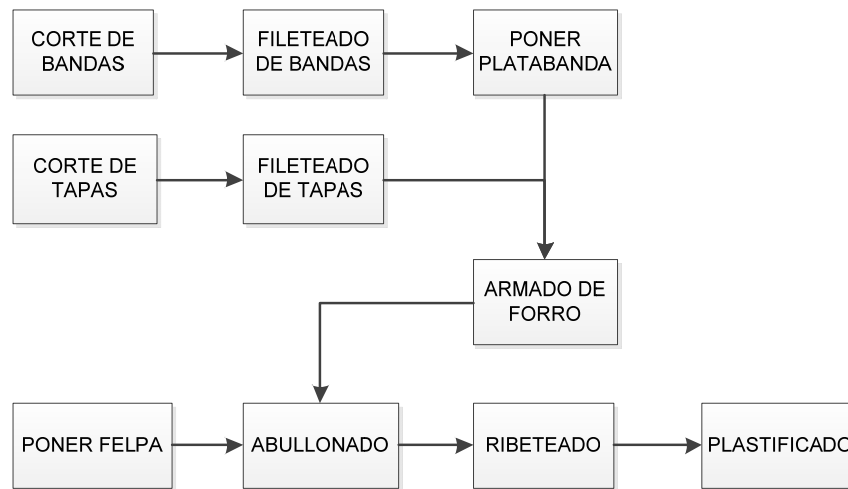 CORTE DE
BANDAS
FILETEADO
DE BANDAS
PONER
PLATABANDA
CORTE DE
TAPAS
FILETEADO
DE TAPAS
ARMADO DE
FORRO
PONER FELPA
ABULLONADO
RIBETEADO
PLASTIFICADO